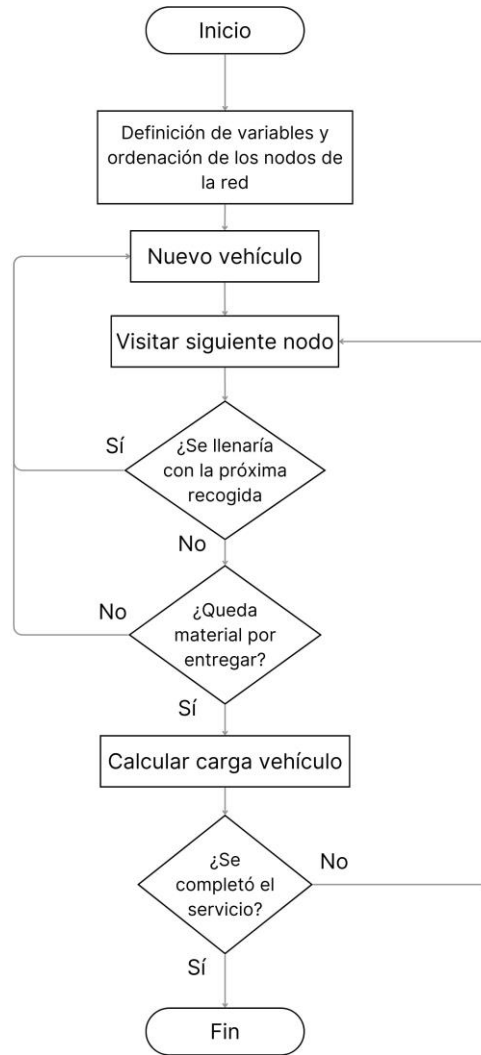 Inicio
Definición de variables y
ordenación de los nodos de
la red
Nuevo vehículo
Visitar siguiente nodo
Sí
¿Se llenaría
con la próxima
recogida
No
No
¿Queda
material por
entregar?
Sí
Calcular carga vehículo
¿Se
completó el
servicio?
No
Sí
Fin